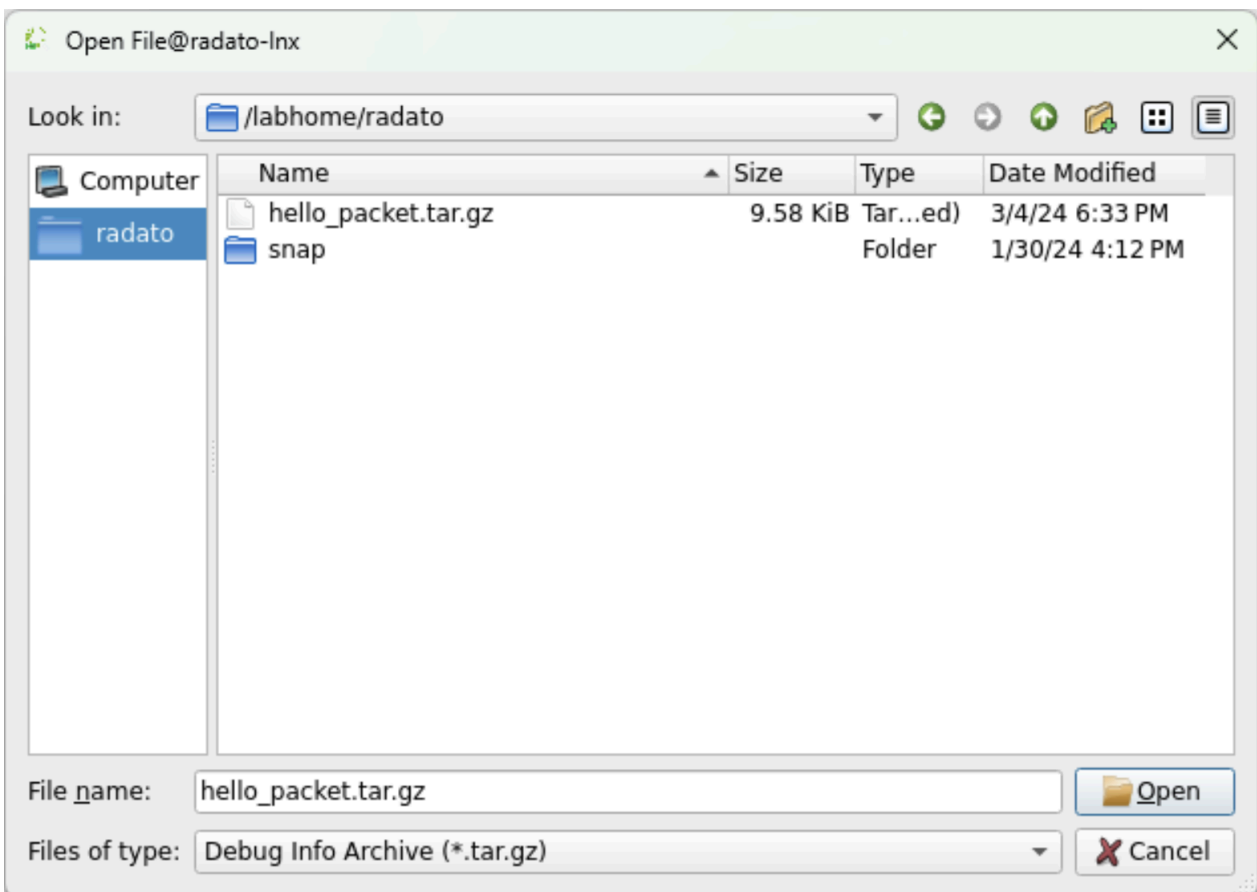 Open File@radato-lnx
Look in: /labhome/radato
Computer
radato
Name Size Type Date Modified
hello_packet.tar.gz 9.58 KiB Tar...ed) 3/4/24 6:33 PM
snap Folder 1/30/24 4:12 PM
File name: hello_packet.tar.gz Open
Files of type: Debug Info Archive (*.tar.gz) Cancel